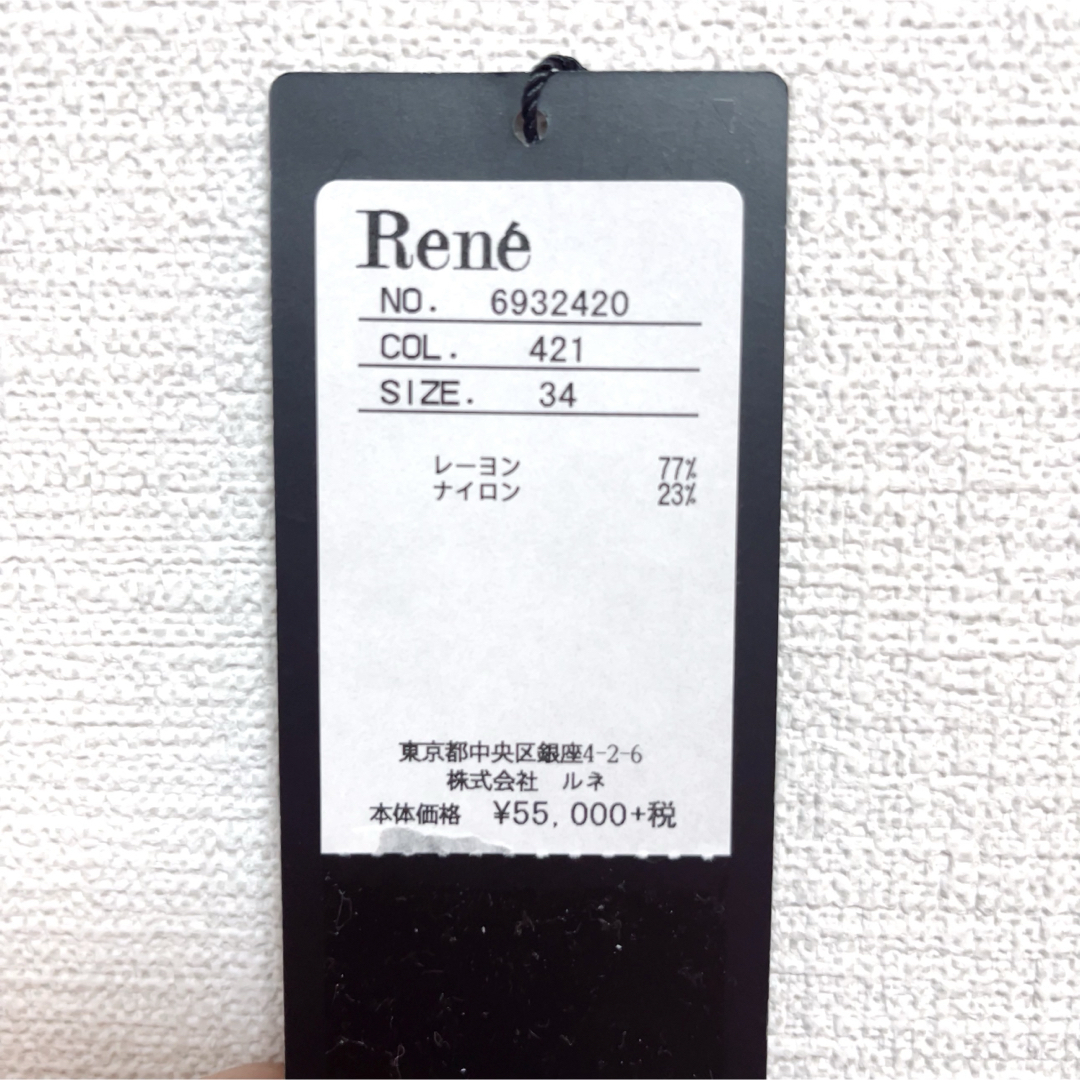 René
NO. 6932420
COL. 421
SIZE. 34
レーヨン 77%
ナイロン 23%
東京都中央区銀座4-2-6
株式会社 ルネ
本体価格 ¥55,000+税